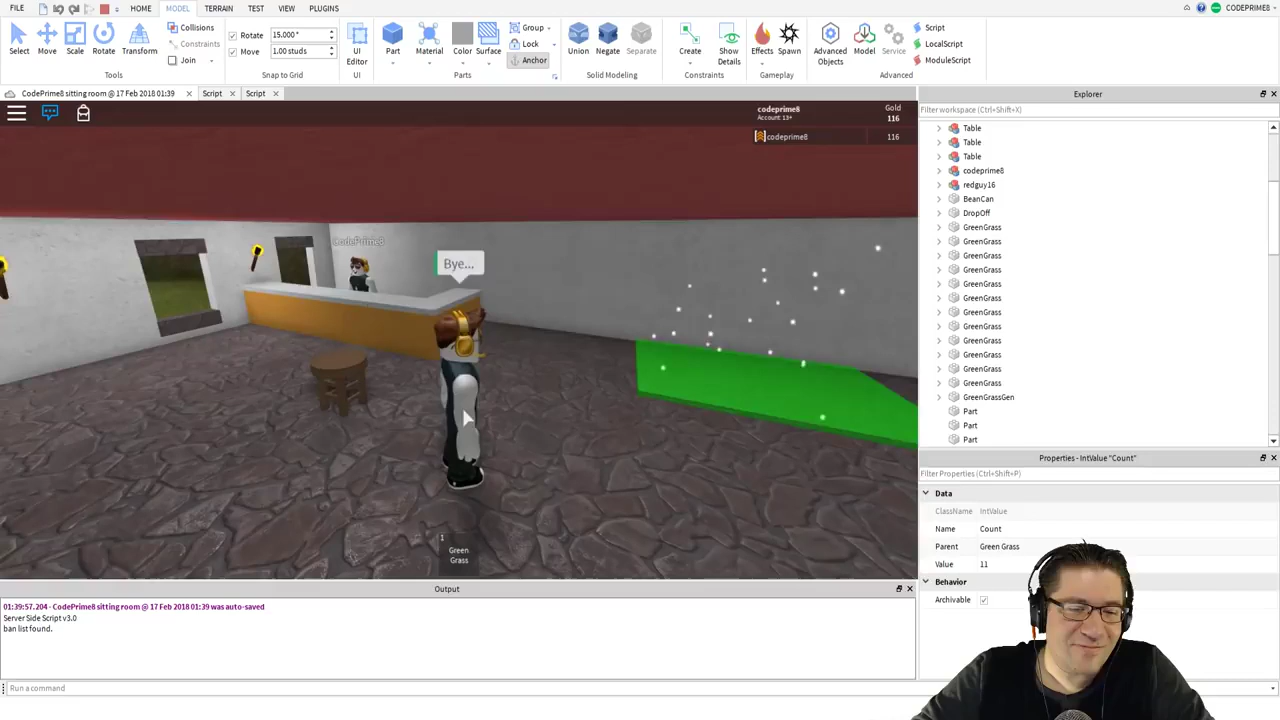 FILE HOME MODEL TERRAIN TEST VIEW PLUGINS CODEPRIME8
Select Move Scale Rotate Transform
Collisions
Constraints
Join
Tools
Rotate 15.000°
Move 1.00 studs
Snap to Grid
UI Editor
UI
Part Material Color Surface
Group
Lock
Anchor
Parts
Union Negate Separate
Solid Modeling
Create Show Details
Constraints
Effects Spawn
Gameplay
Advanced Objects Model Service
Script
LocalScript
ModuleScript
Advanced
CodePrime8 sitting room @ 17 Feb 2018 01:39 × Script × Script ×
codeprime8
Account: 13+
Gold
116
codeprime8 116
CodePrime8
Bye...
1
Green
Grass
Explorer
Filter workspace (Ctrl+Shift+X)
Table
Table
Table
codeprime8
redguy16
BeanCan
DropOff
GreenGrass
GreenGrass
GreenGrass
GreenGrass
GreenGrass
GreenGrass
GreenGrass
GreenGrass
GreenGrass
GreenGrass
GreenGrass
GreenGrass
GreenGrassGen
Part
Part
Part
Properties - IntValue "Count"
Filter Properties (Ctrl+Shift+P)
Data
ClassName IntValue
Name Count
Parent Green Grass
Value 11
Behavior
Archivable
Output
01:39:57.204 - CodePrime8 sitting room @ 17 Feb 2018 01:39 was auto-saved
Server Side Script v3.0
ban list found.
Run a command